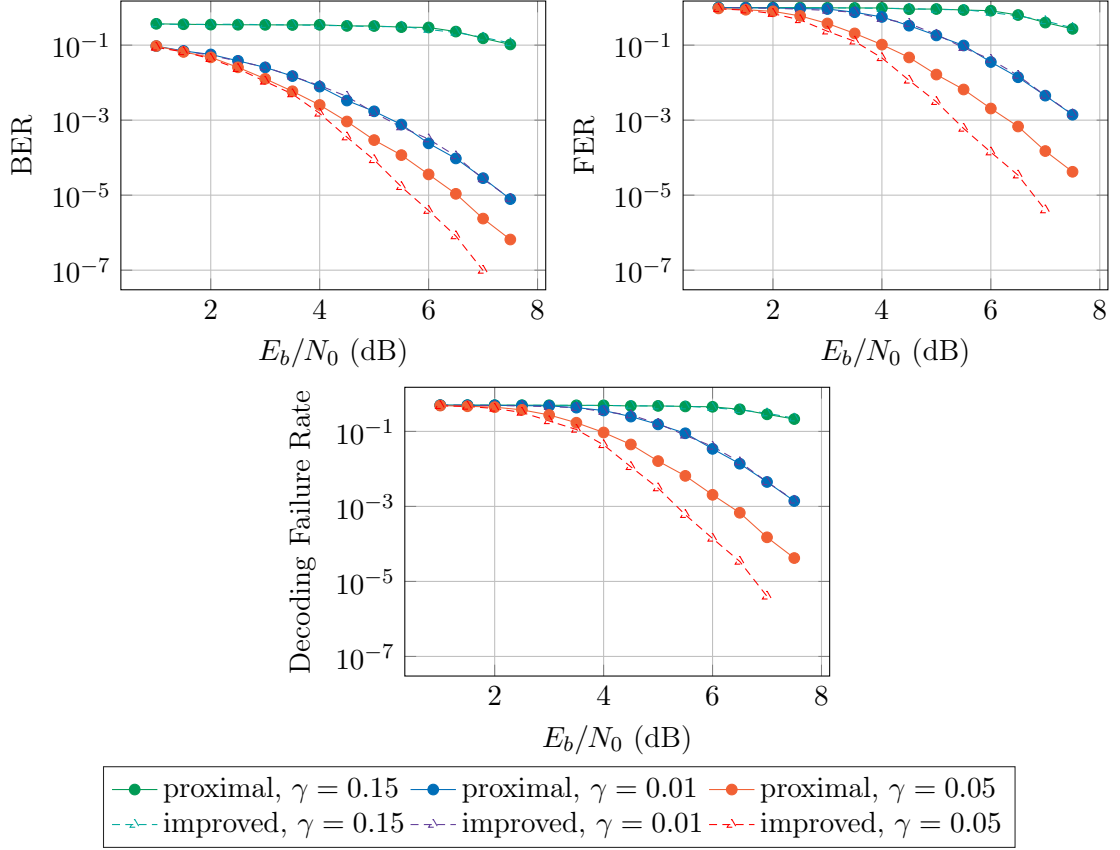 10^{-1}
10^{-3}
10^{-5}
10^{-7}
BER
2 4 6 8
E_b/N_0 (dB)
10^{-1}
10^{-3}
10^{-5}
10^{-7}
FER
2 4 6 8
E_b/N_0 (dB)
10^{-1}
10^{-3}
10^{-5}
10^{-7}
Decoding Failure Rate
2 4 6 8
E_b/N_0 (dB)
proximal, γ = 0.15 proximal, γ = 0.01 proximal, γ = 0.05
improved, γ = 0.15 improved, γ = 0.01 improved, γ = 0.05